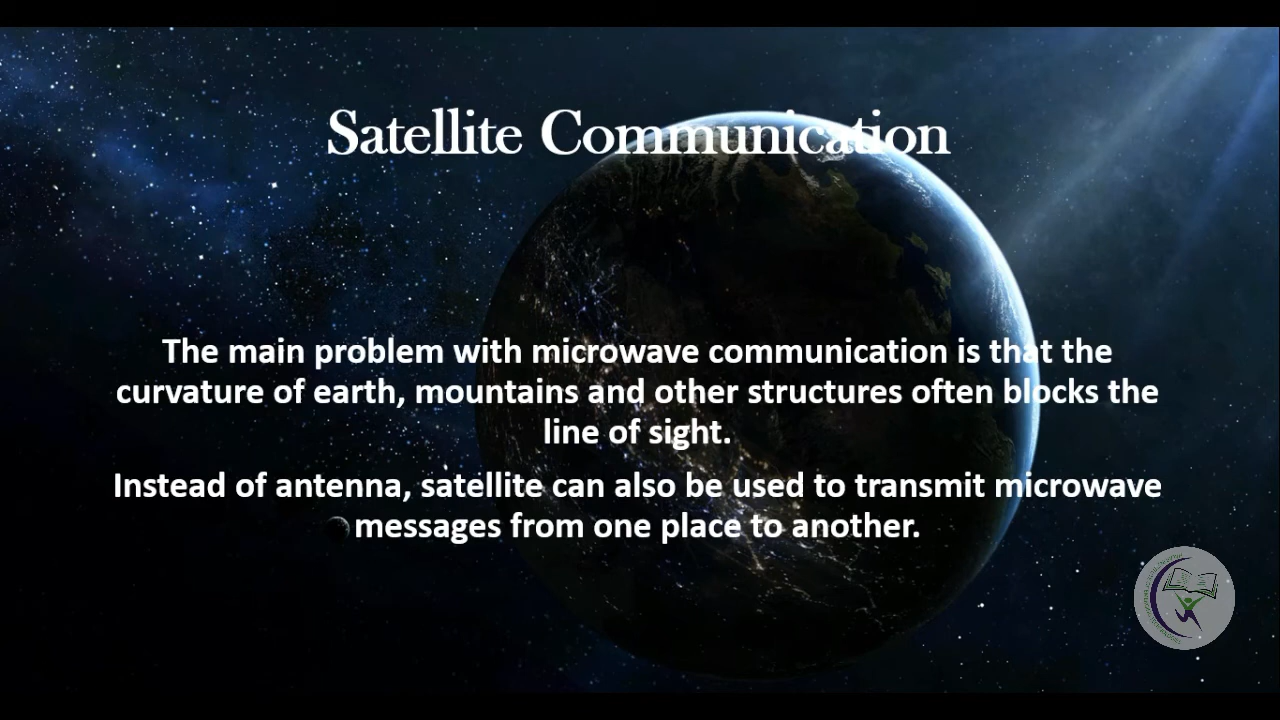 Satellite Communication
The main problem with microwave communication is that the
curvature of earth, mountains and other structures often blocks the
line of sight.
Instead of antenna, satellite can also be used to transmit microwave
messages from one place to another.